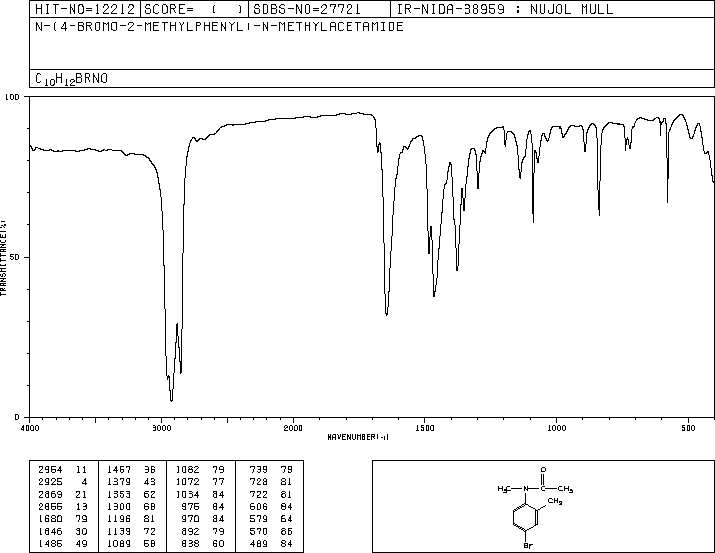 HIT-NO=12212 SCORE= ( ) SDBS-NO=27721 IR-NIDA-38959 : NUJOL MULL
N-(4-BROMO-2-METHYLPHENYL)-N-METHYLACETAMIDE
C10H12BRNO
100
50
0
TRANSMITTANCE(%)
4000 3000 2000 1500 1000 500
WAVENUMBER(-1)
2954 11 1467 36 1082 79 739 79
2925 4 1379 43 1072 77 728 81
2869 21 1353 62 1034 84 722 81
2855 13 1300 68 975 84 606 84
1680 79 1196 81 970 84 579 64
1646 30 1139 72 892 79 570 86
1485 49 1089 58 838 60 489 84
O
H3C N C CH3
CH3
Br